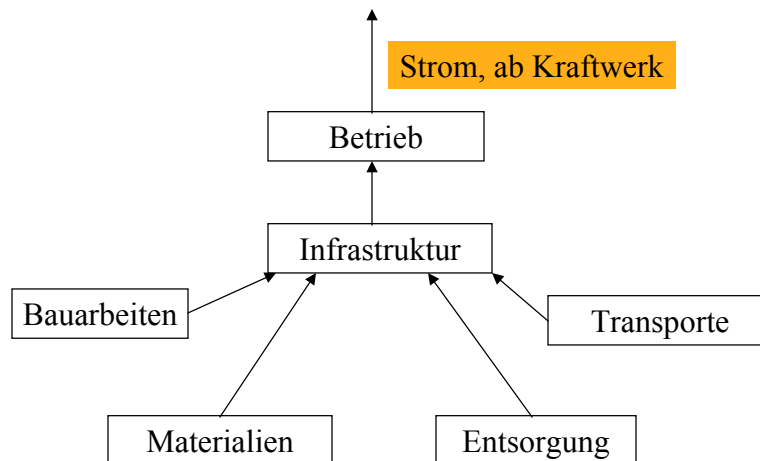 Strom, ab Kraftwerk
Betrieb
Infrastruktur
Bauarbeiten
Transporte
Materialien
Entsorgung